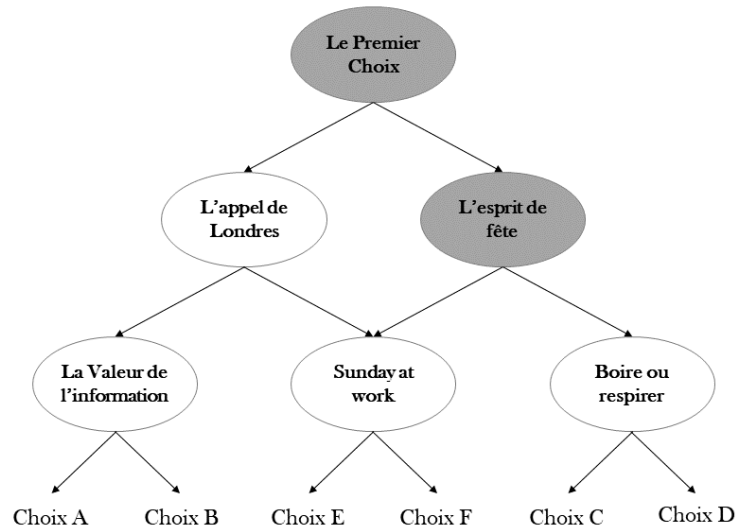 Le Premier
Choix
L'appel de
Londres
L'esprit de
fête
La Valeur de
l'information
Sunday at
work
Boire ou
respirer
Choix A
Choix B
Choix E
Choix F
Choix C
Choix D